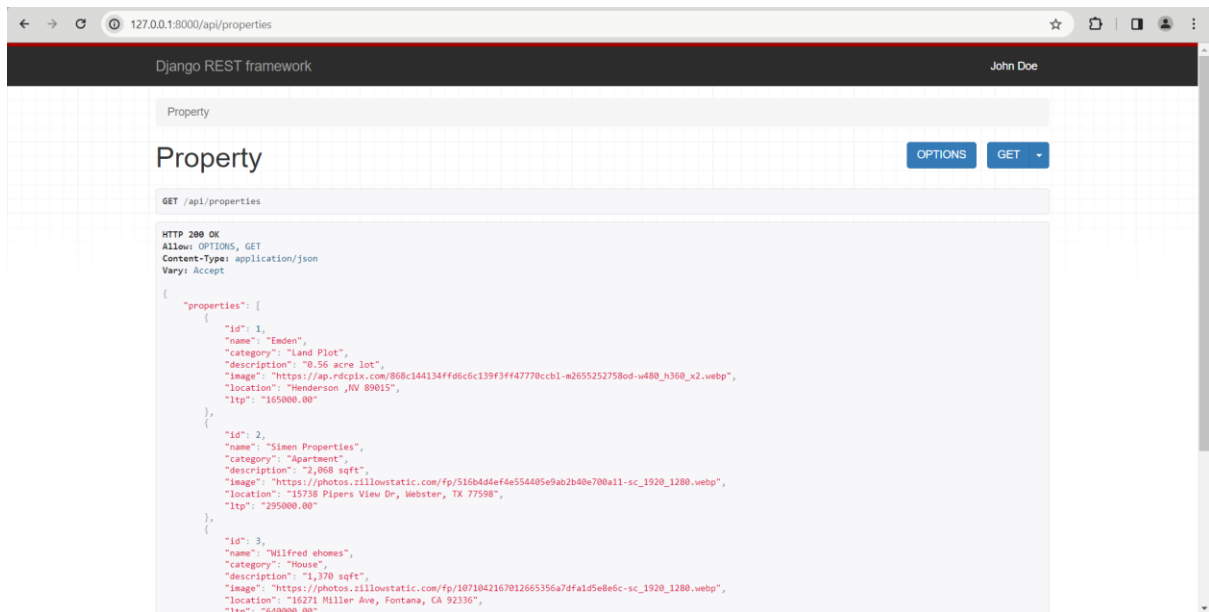 127.0.0.1:8000/api/properties
Django REST framework
John Doe
Property
Property
OPTIONS
GET
GET /api/properties
HTTP 200 OK
Allow: OPTIONS, GET
Content-Type: application/json
Vary: Accept
{
"properties": [
{
"id": 1,
"name": "Emden",
"category": "Land Plot",
"description": "0.56 acre lot",
"image": "https://ap.rdcpix.com/868c144134ffd6c6c139f3ff47770ccbl-m2655252758od-w480_h360_x2.webp",
"location": "Henderson ,NV 89015",
"ltp": "165000.00"
},
{
"id": 2,
"name": "Simen Properties",
"category": "Apartment",
"description": "2,068 sqft",
"image": "https://photos.zillowstatic.com/fp/516b4d4ef4e554405e9ab2b40e700a11-sc_1920_1280.webp",
"location": "15738 Pipers View Dr, Webster, TX 77598",
"ltp": "295000.00"
},
{
"id": 3,
"name": "Wilfred ehomes",
"category": "House",
"description": "1,370 sqft",
"image": "https://photos.zillowstatic.com/fp/1071042167012665356a7dfa1d5e8e6c-sc_1920_1280.webp",
"location": "16271 Miller Ave, Fontana, CA 92336",
"ltp": "640000.00"